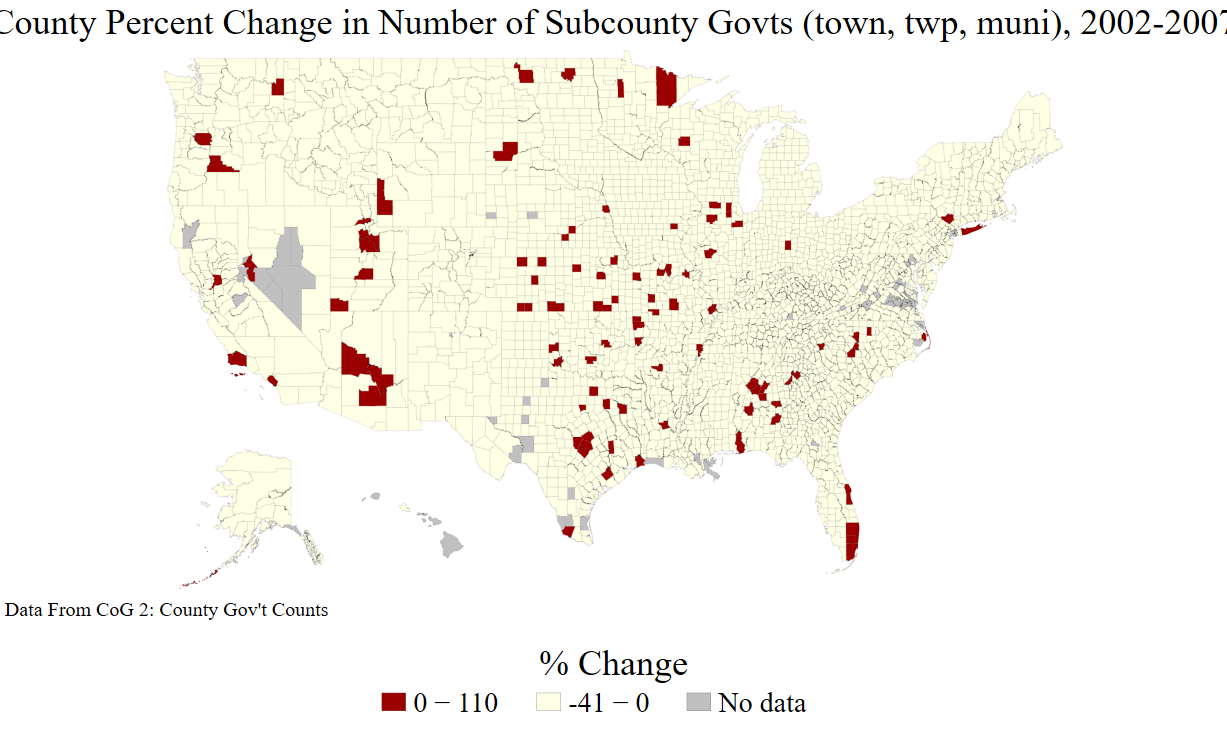 County Percent Change in Number of Subcounty Govts (town, twp, muni), 2002-2007
Data From CoG 2: County Gov't Counts
% Change
0 − 110
-41 − 0
No data